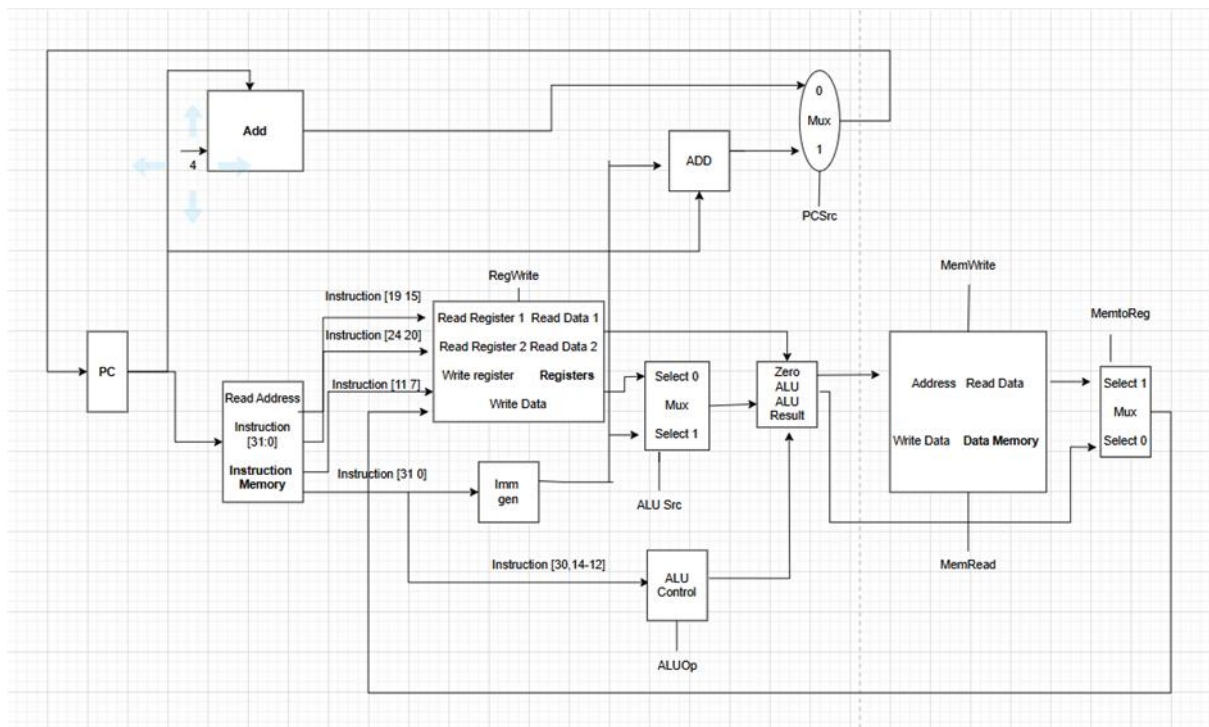 0
Mux
1
Add
4
ADD
PCSrc
RegWrite
MemWrite
MemtoReg
Instruction [19 15]
Instruction [24 20]
Instruction [11 7]
Instruction [31 0]
Instruction [30,14-12]
PC
Read Address
Instruction
[31:0]
Instruction
Memory
Read Register 1 Read Data 1
Read Register 2 Read Data 2
Write register Registers
Write Data
Imm
gen
Select 0
Mux
Select 1
ALU Src
Zero
ALU
ALU
Result
ALU
Control
ALUOp
Address Read Data
Write Data Data Memory
MemRead
Select 1
Mux
Select 0